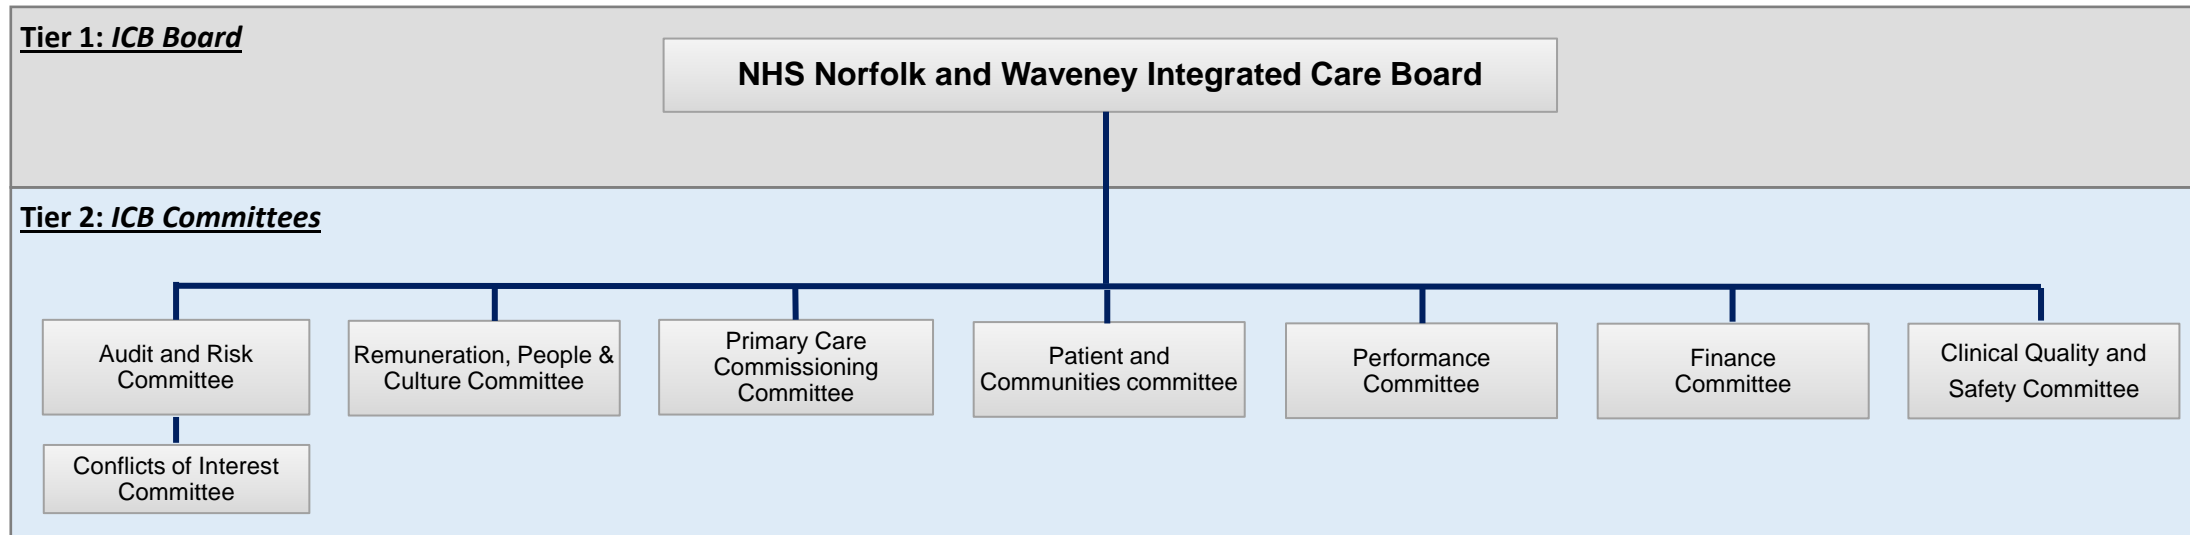 Tier 1: ICB Board
NHS Norfolk and Waveney Integrated Care Board
Tier 2: ICB Committees
Audit and Risk
Committee
Remuneration, People &
Culture Committee
Primary Care
Commissioning
Committee
Patient and
Communities committee
Performance
Committee
Finance
Committee
Clinical Quality and
Safety Committee
Conflicts of Interest
Committee